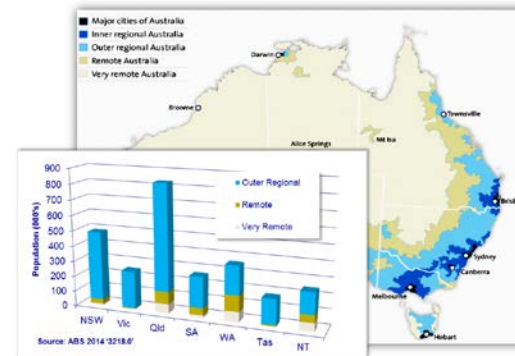 Major cities of Australia
Inner regional Australia
Outer regional Australia
Remote Australia
Very remote Australia
Darwin
Broome
Townsville
Mt Isa
Alice Springs
Brisb
Sydney
Canberra
Melbourne
Hobart
Population (000's)
900
800
700
600
500
400
300
200
100
0
Outer Regional
Remote
Very Remote
NSW
Vic
Qld
SA
WA
Tas
NT
Source: ABS 2014 '3218.0'